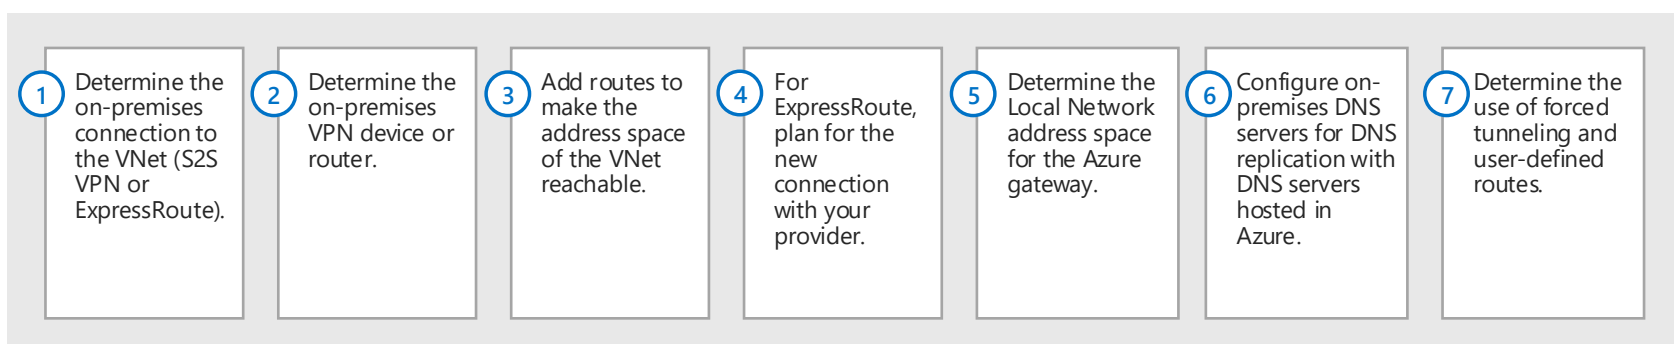 1
Determine the
on-premises
connection to
the VNet (S2S
VPN or
ExpressRoute).
2
Determine the
on-premises
VPN device or
router.
3
Add routes to
make the
address space
of the VNet
reachable.
4
For
ExpressRoute,
plan for the
new
connection
with your
provider.
5
Determine the
Local Network
address space
for the Azure
gateway.
6
Configure on-
premises DNS
servers for DNS
replication with
DNS servers
hosted in
Azure.
7
Determine the
use of forced
tunneling and
user-defined
routes.